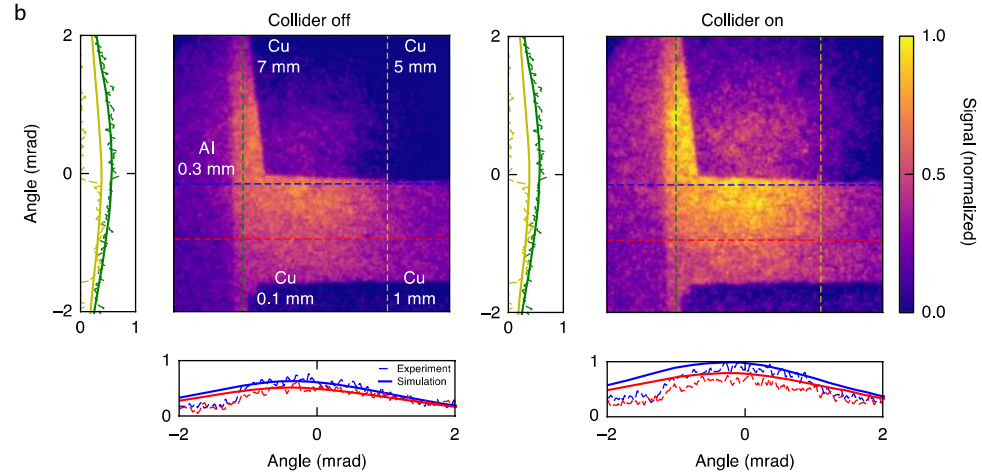 b
Collider off
Collider on
2
0
−2
0
1
Angle (mrad)
Cu
7 mm
Cu
5 mm
Al
0.3 mm
Cu
0.1 mm
Cu
1 mm
2
0
−2
0
1
1.0
0.5
0.0
Signal (normalized)
1
0
−2
0
2
Angle (mrad)
Experiment
Simulation
1
0
−2
0
2
Angle (mrad)